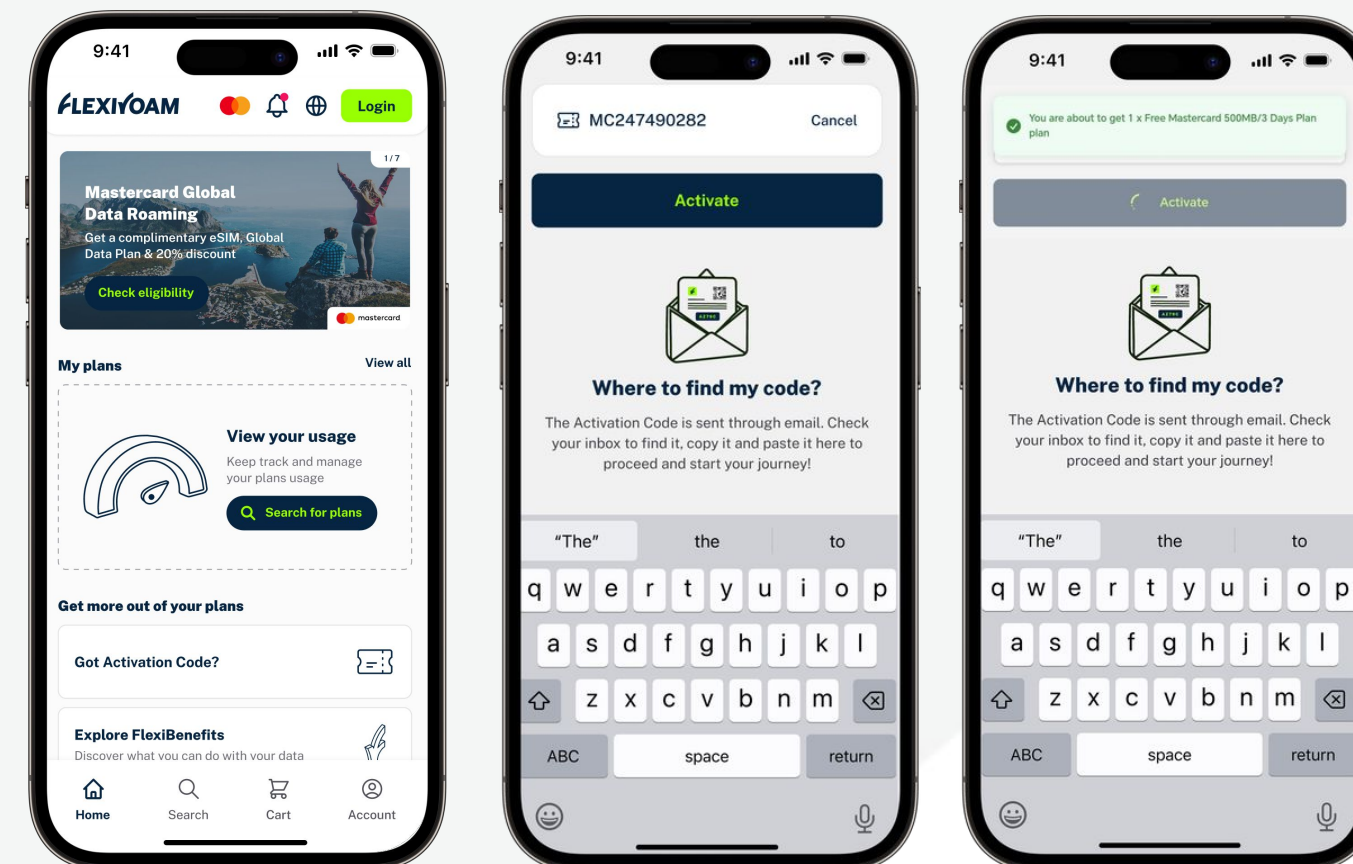 9:41
FLEXIYOAM
Login
1/7
Mastercard Global
Data Roaming
Get a complimentary eSIM, Global
Data Plan & 20% discount
Check eligibility
mastercard
My plans
View all
View your usage
Keep track and manage
your plans usage
Search for plans
Get more out of your plans
Got Activation Code?
Explore FlexiBenefits
Discover what you can do with your data
Home
Search
Cart
Account
9:41
MC247490282
Cancel
Activate
AZTNC
Where to find my code?
The Activation Code is sent through email. Check
your inbox to find it, copy it and paste it here to
proceed and start your journey!
"The" the to
q w e r t y u i o p
a s d f g h j k l
z x c v b n m
ABC space return
9:41
You are about to get 1 x Free Mastercard 500MB/3 Days Plan
plan
Activate
AZTNC
Where to find my code?
The Activation Code is sent through email. Check
your inbox to find it, copy it and paste it here to
proceed and start your journey!
"The" the to
q w e r t y u i o p
a s d f g h j k l
z x c v b n m
ABC space return